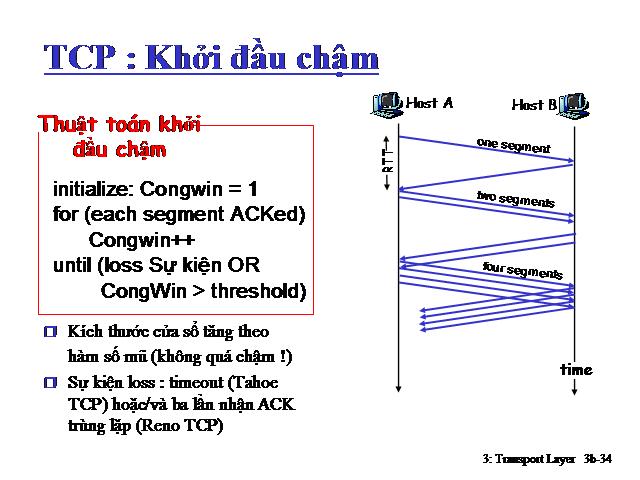 TCP : Khởi đầu chậm
Thuật toán khởi
đầu chậm
initialize: Congwin = 1
for (each segment ACKed)
Congwin++
until (loss Sự kiện OR
CongWin > threshold)
Kích thước cửa sổ tăng theo
hàm số mũ (không quá chậm !)
Sự kiện loss : timeout (Tahoe
TCP) hoặc/và ba lần nhận ACK
trùng lặp (Reno TCP)
Host A
Host B
RTT
one segment
two segments
four segments
time
3: Transport Layer 3b-34